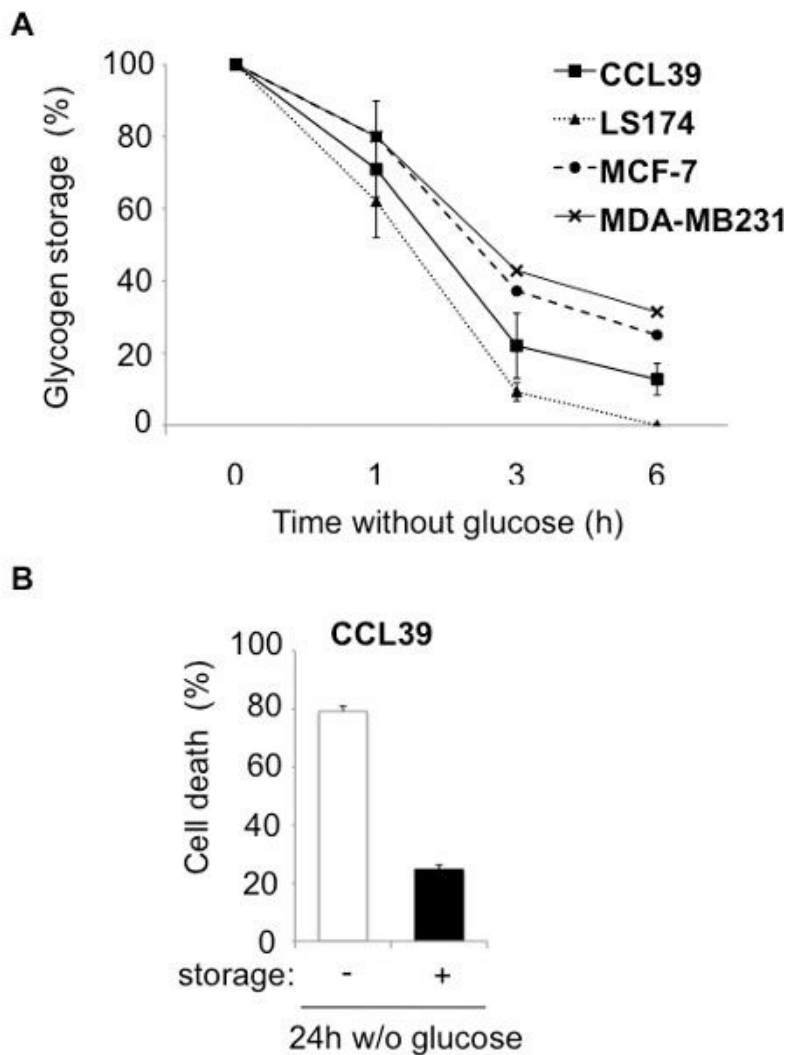 A
Glycogen storage (%)
100
80
60
40
20
0
CCL39
LS174
MCF-7
MDA-MB231
0 1 3 6
Time without glucose (h)
B
CCL39
Cell death (%)
100
80
60
40
20
0
storage: - +
24h w/o glucose